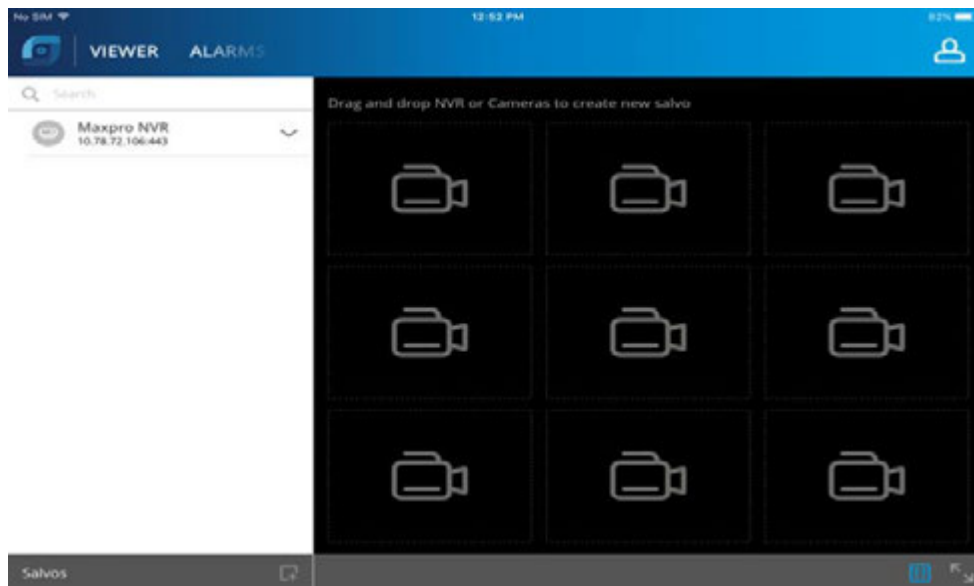 No SIM
12:52 PM
82%
VIEWER ALARMS
Search
Drag and drop NVR or Cameras to create new salvo
Maxpro NVR
10.78.72.106:443
Salvos